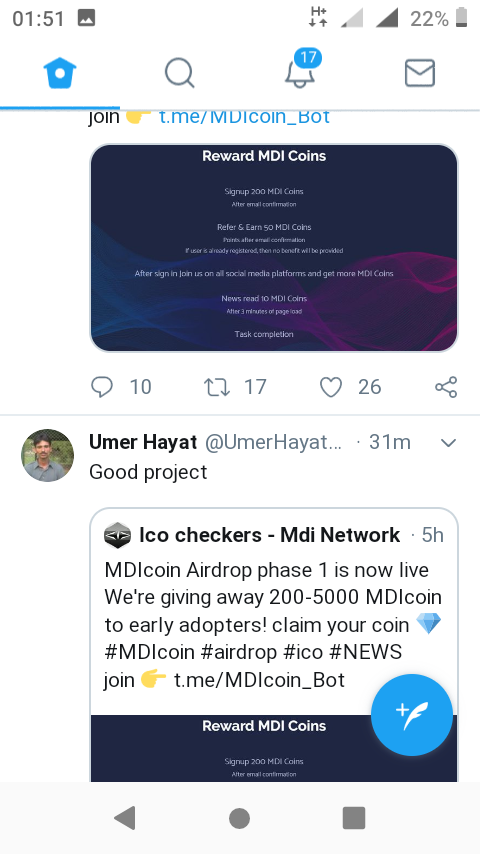 01:51
H+
22%
17
join 👉 t.me/MDIcoin_Bot
Reward MDI Coins
Signup 200 MDI Coins
After email confirmation
Refer & Earn 50 MDI Coins
Points after email confirmation
If user is already registered, then no benefit will be provided
After sign in Join us on all social media platforms and get more MDI Coins
News read 10 MDI Coins
After 3 minutes of page load
Task completion
10 17 26
Umer Hayat @UmerHayat... · 31m
Good project
Ico checkers - Mdi Network · 5h
MDIcoin Airdrop phase 1 is now live
We're giving away 200-5000 MDIcoin
to early adopters! claim your coin 💎
#MDIcoin #airdrop #ico #NEWS
join 👉 t.me/MDIcoin_Bot
Reward MDI Coins
Signup 200 MDI Coins
After email confirmation